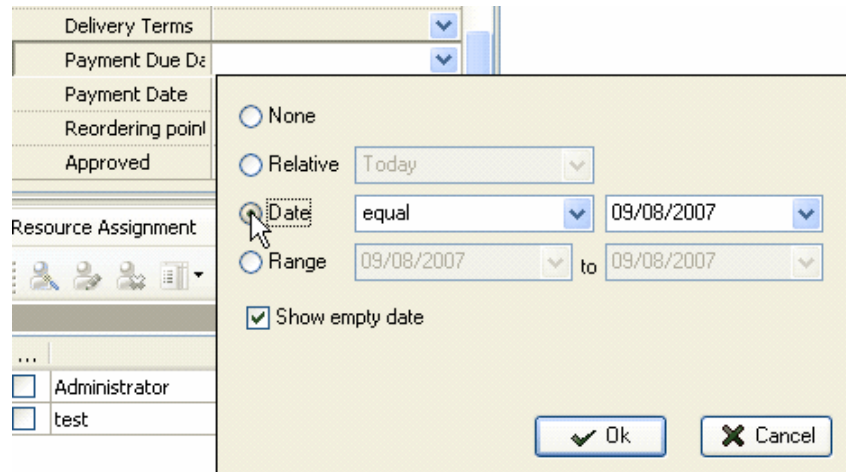 Delivery Terms
Payment Due Da
Payment Date
Reordering point
Approved
Resource Assignment
...
Administrator
test
None
Relative Today
Date equal 09/08/2007
Range 09/08/2007 to 09/08/2007
Show empty date
Ok Cancel